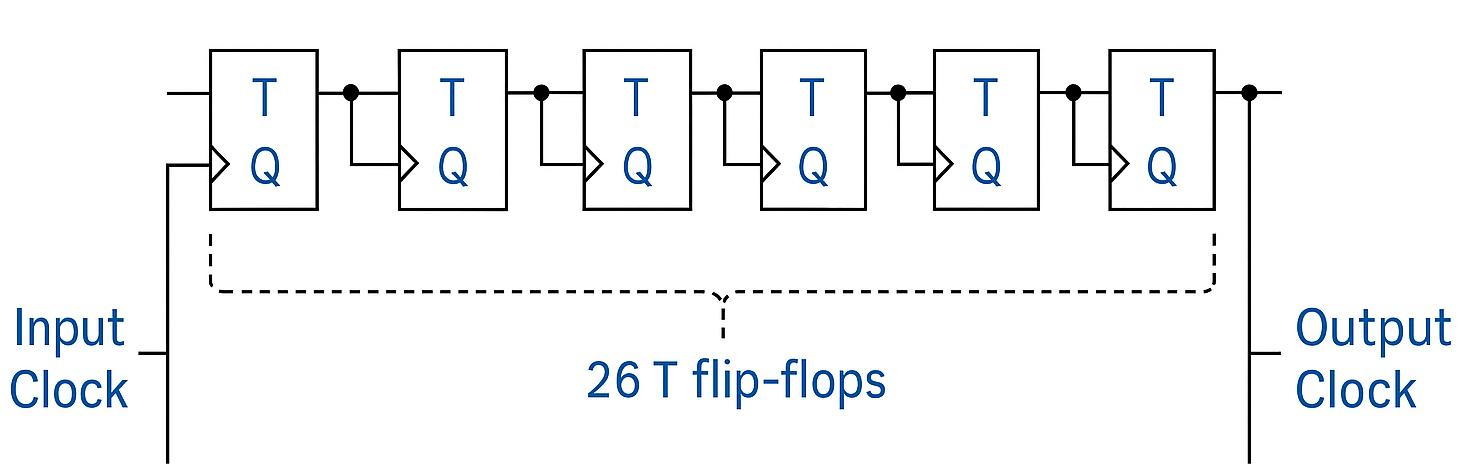 T T T T T T
Q Q Q Q Q Q
Input
Clock
26 T flip-flops
Output
Clock